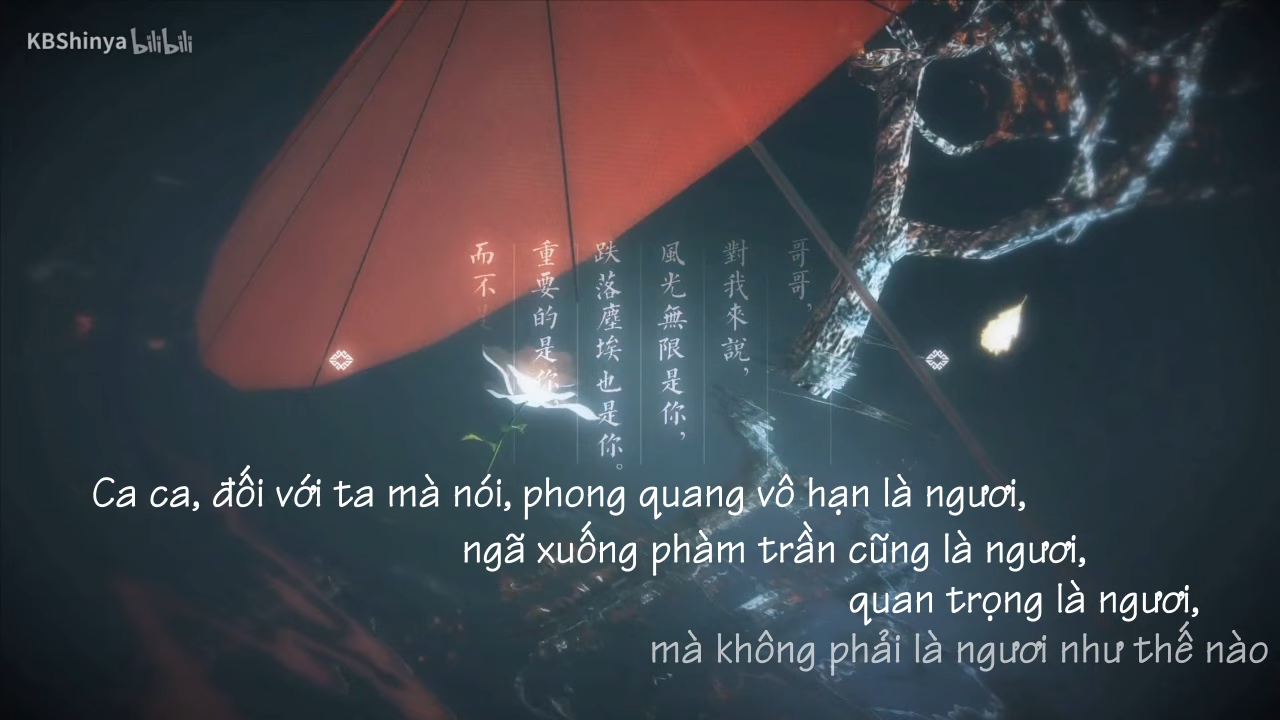 KBShinya bilibili
哥哥，
對我來說，
風光無限是你，
跌落塵埃也是你。
重要的是你
而不是
Ca ca, đối với ta mà nói, phong quang vô hạn là ngươi,
ngã xuống phàm trần cũng là ngươi,
quan trọng là ngươi,
mà không phải là ngươi như thế nào